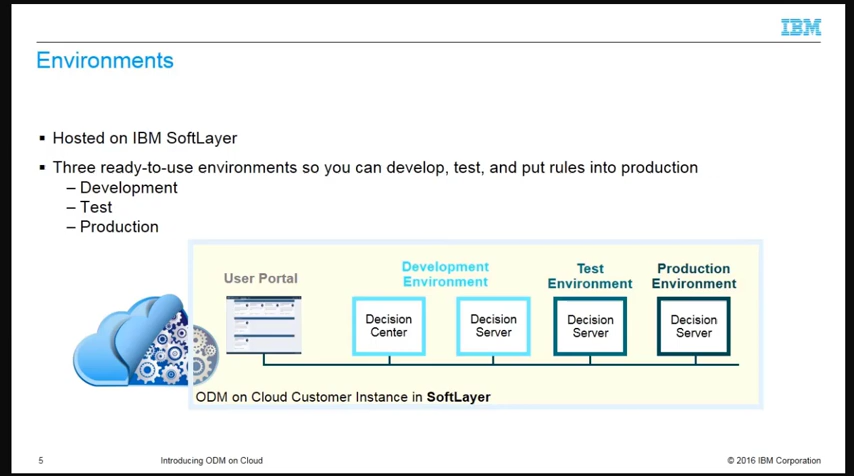 IBM
Environments
▪ Hosted on IBM SoftLayer
▪ Three ready-to-use environments so you can develop, test, and put rules into production
– Development
– Test
– Production
User Portal
Development
Environment
Test
Environment
Production
Environment
Decision
Center
Decision
Server
Decision
Server
Decision
Server
ODM on Cloud Customer Instance in SoftLayer
5
Introducing ODM on Cloud
© 2016 IBM Corporation